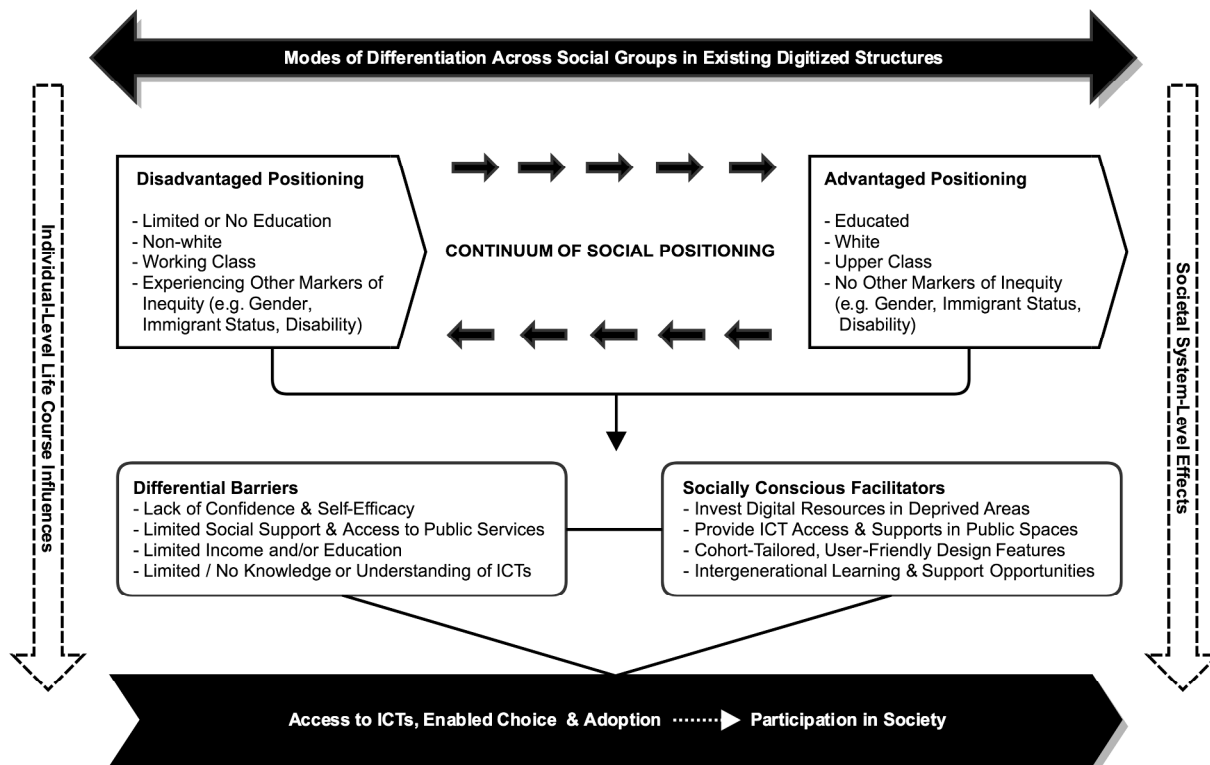 Modes of Differentiation Across Social Groups in Existing Digitized Structures
Individual-Level Life Course Influences
Disadvantaged Positioning
- Limited or No Education
- Non-white
- Working Class
- Experiencing Other Markers of
Inequity (e.g. Gender,
Immigrant Status, Disability)
CONTINUUM OF SOCIAL POSITIONING
Advantaged Positioning
- Educated
- White
- Upper Class
- No Other Markers of Inequity
(e.g. Gender, Immigrant Status,
Disability)
Societal System-Level Effects
Differential Barriers
- Lack of Confidence & Self-Efficacy
- Limited Social Support & Access to Public Services
- Limited Income and/or Education
- Limited / No Knowledge or Understanding of ICTs
Socially Conscious Facilitators
- Invest Digital Resources in Deprived Areas
- Provide ICT Access & Supports in Public Spaces
- Cohort-Tailored, User-Friendly Design Features
- Intergenerational Learning & Support Opportunities
Access to ICTs, Enabled Choice & Adoption Participation in Society